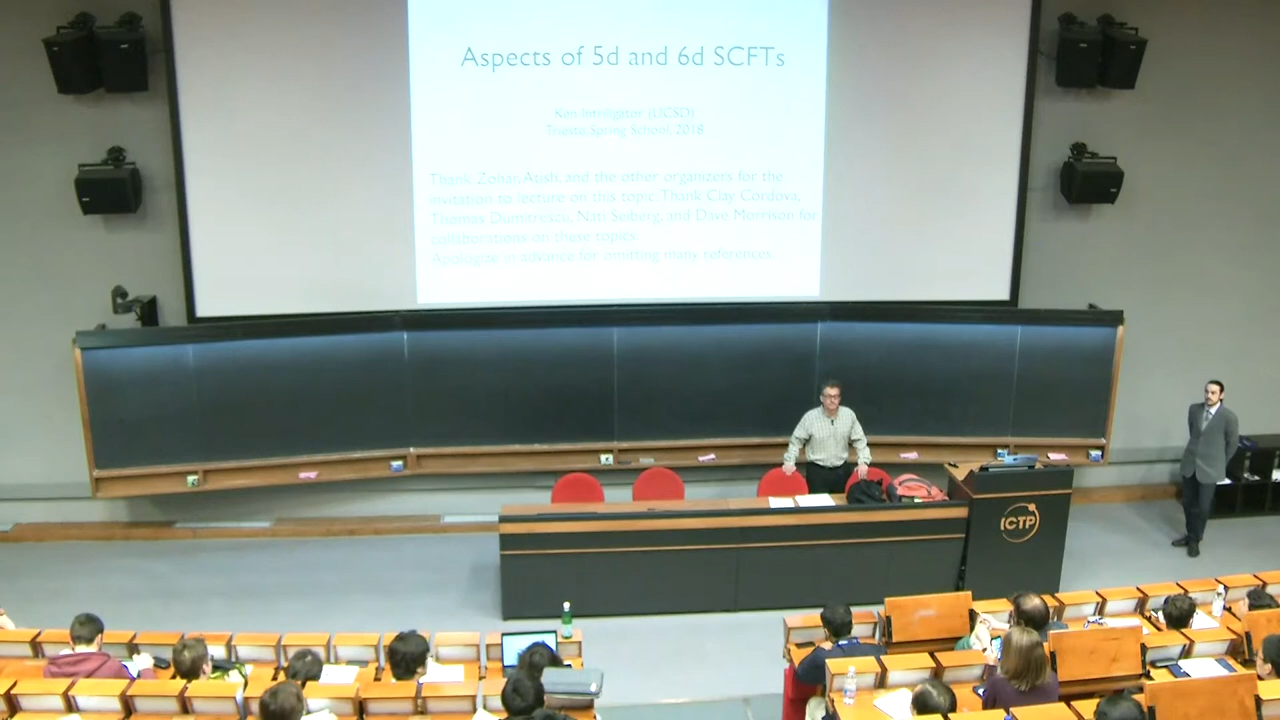 Aspects of 5d and 6d SCFTs
Ken Intriligator (UCSD)
Trieste Spring School, 2018
Thank Zohar, Atish, and the other organizers for the
invitation to lecture on this topic. Thank Clay Cordova,
Thomas Dumitrescu, Nati Seiberg, and Dave Morrison for
collaborations on these topics.
Apologize in advance for omitting many references.
ICTP